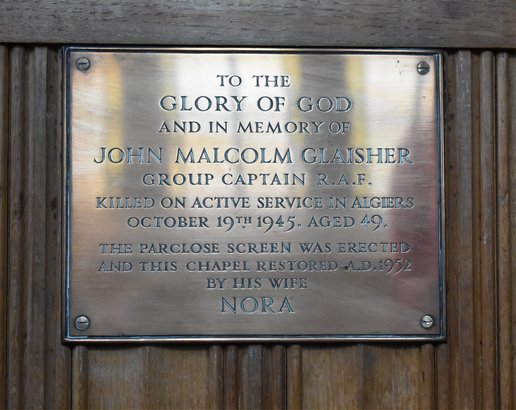 TO THE
GLORY OF GOD
AND IN MEMORY OF
JOHN MALCOLM GLAISHER
GROUP CAPTAIN R.A.F.
KILLED ON ACTIVE SERVICE IN ALGIERS
OCTOBER 19TH 1945. AGED 49.
THE PARCLOSE SCREEN WAS ERECTED
AND THIS CHAPEL RESTORED A.D. 1952
BY HIS WIFE
NORA